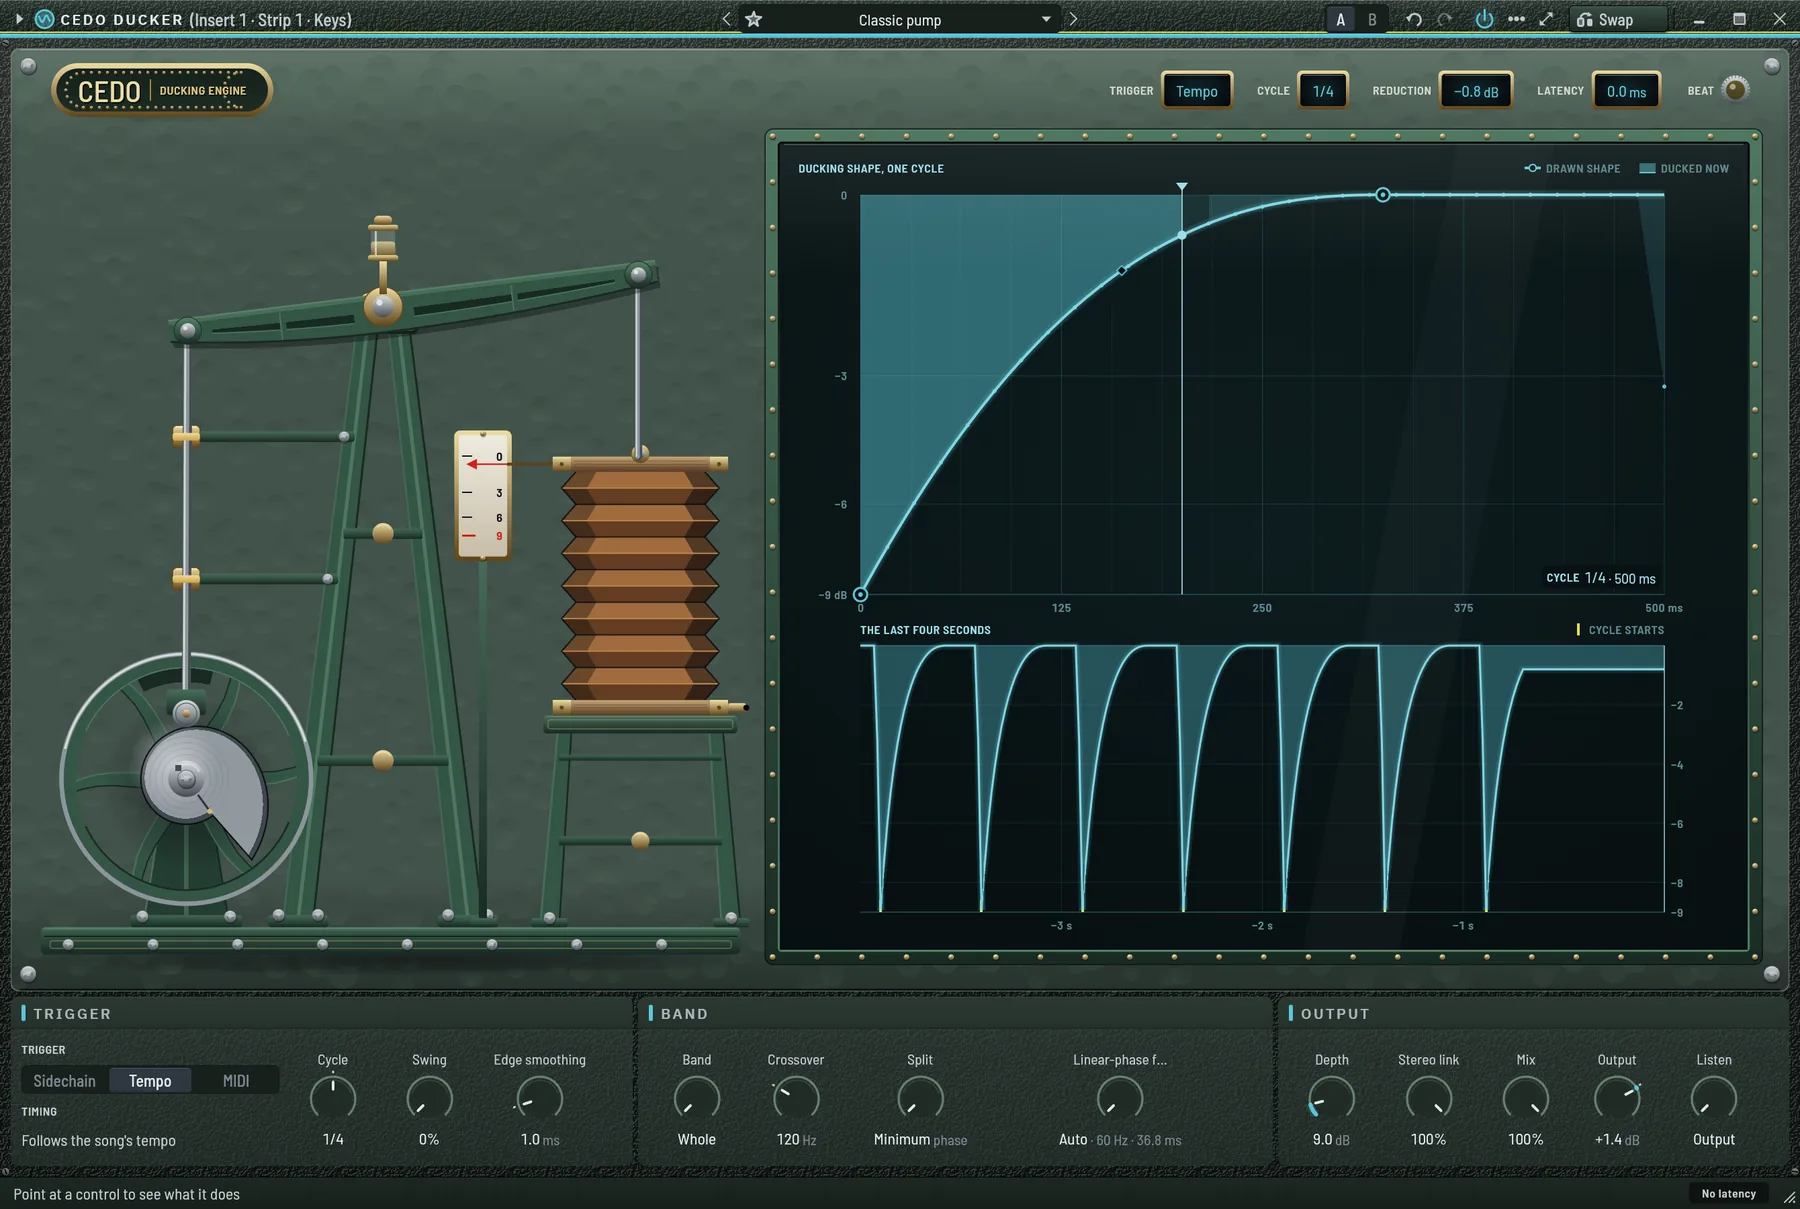 CEDO DUCKER (Insert 1 · Strip 1 · Keys)
Classic pump
A B
Swap
CEDO DUCKING ENGINE
TRIGGER Tempo CYCLE 1/4 REDUCTION −0.8 dB LATENCY 0.0 ms BEAT
DUCKING SHAPE, ONE CYCLE
DRAWN SHAPE DUCKED NOW
0
−3
−6
−9 dB
CYCLE 1/4 · 500 ms
0 125 250 375 500 ms
0
3
6
9
THE LAST FOUR SECONDS
CYCLE STARTS
−2
−4
−6
−8
−9
−3 s −2 s −1 s
TRIGGER
TRIGGER
Sidechain Tempo MIDI
TIMING
Follows the song's tempo
Cycle Swing Edge smoothing
1/4 0% 1.0 ms
BAND
Band Crossover Split Linear-phase f...
Whole 120 Hz Minimum phase Auto · 60 Hz · 36.8 ms
OUTPUT
Depth Stereo link Mix Output Listen
9.0 dB 100% 100% +1.4 dB Output
Point at a control to see what it does
No latency